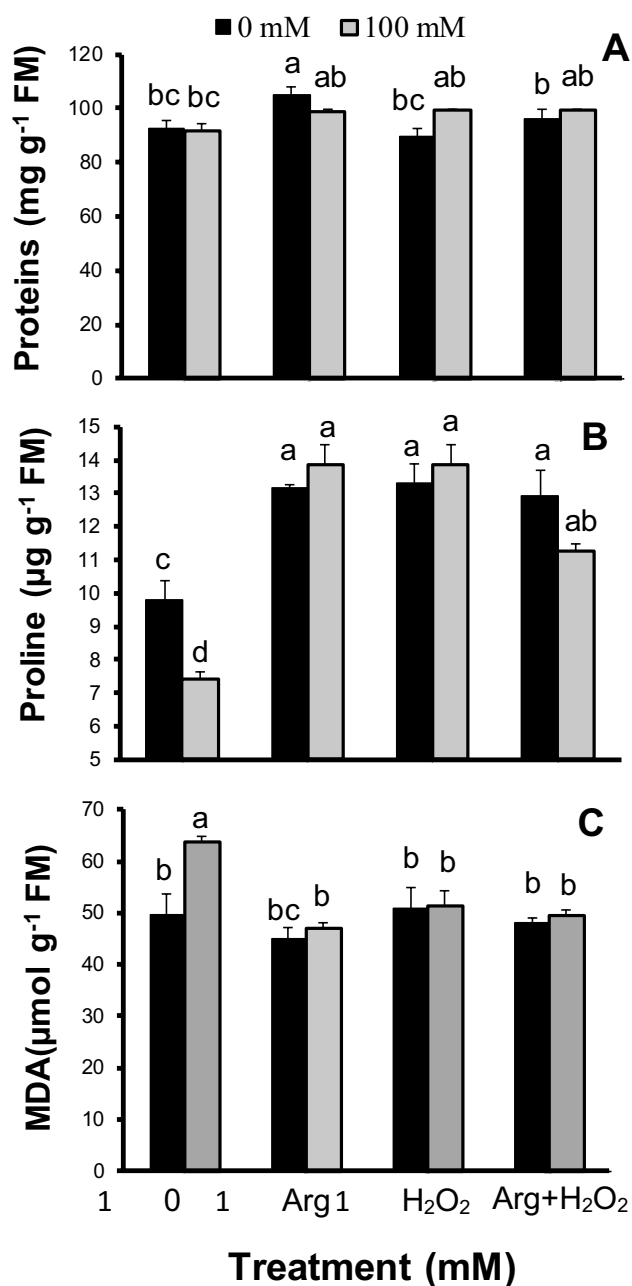 0 mM 100 mM
A
Proteins (mg g⁻¹ FM)
120
100
80
60
40
20
0
bc bc a ab bc ab b ab
B
Proline (µg g⁻¹ FM)
15
14
13
12
11
10
9
8
7
6
5
c d a a a a a ab
C
MDA(µmol g⁻¹ FM)
70
60
50
40
30
20
10
0
b a bc b b b b b
1 0 1 Arg1 H₂O₂ Arg+H₂O₂
Treatment (mM)